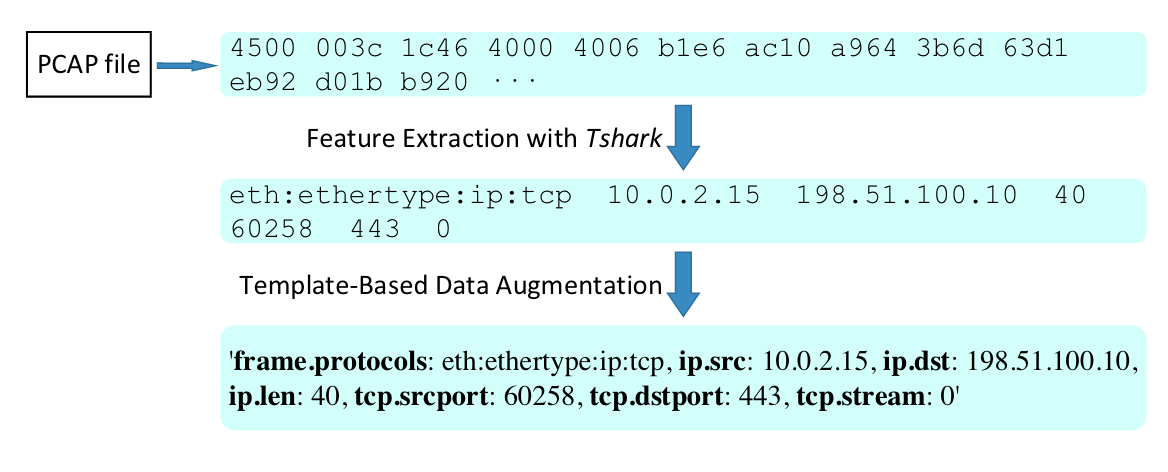 PCAP file
4500 003c 1c46 4000 4006 b1e6 ac10 a964 3b6d 63d1
eb92 d01b b920 ···
Feature Extraction with Tshark
eth:ethertype:ip:tcp 10.0.2.15 198.51.100.10 40
60258 443 0
Template-Based Data Augmentation
'frame.protocols: eth:ethertype:ip:tcp, ip.src: 10.0.2.15, ip.dst: 198.51.100.10,
ip.len: 40, tcp.srcport: 60258, tcp.dstport: 443, tcp.stream: 0'